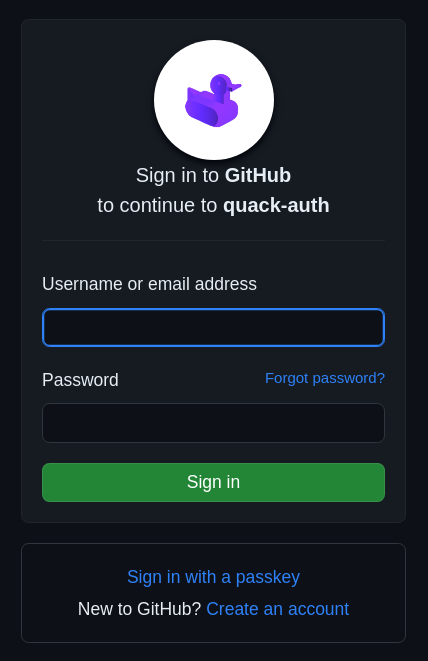 Sign in to GitHub
to continue to quack-auth
Username or email address
Password
Forgot password?
Sign in
Sign in with a passkey
New to GitHub? Create an account